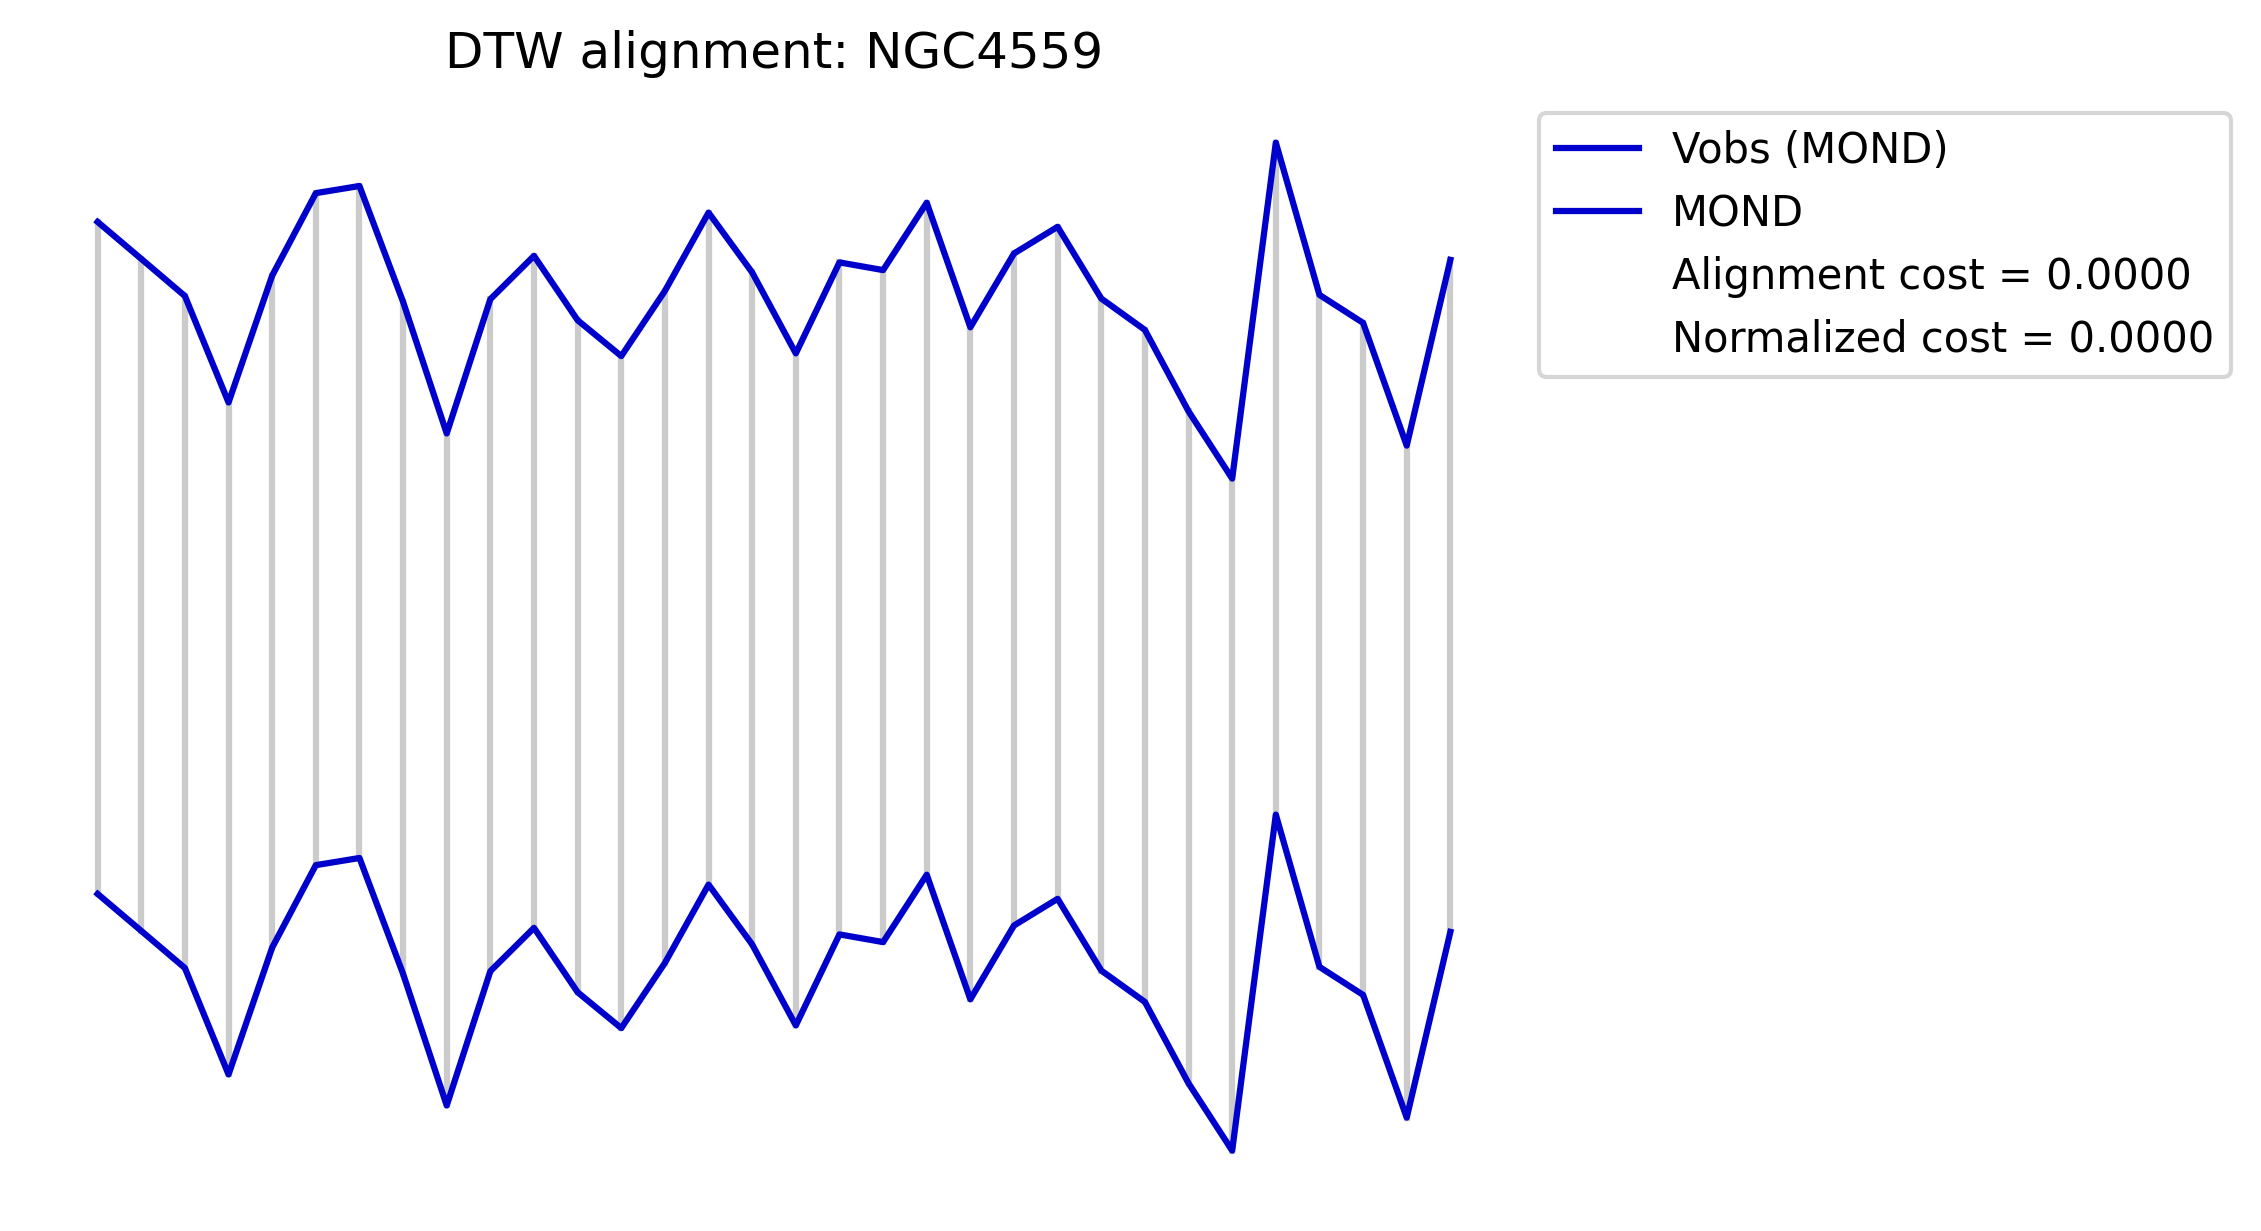 DTW alignment: NGC4559
Vobs (MOND)
MOND
Alignment cost = 0.0000
Normalized cost = 0.0000